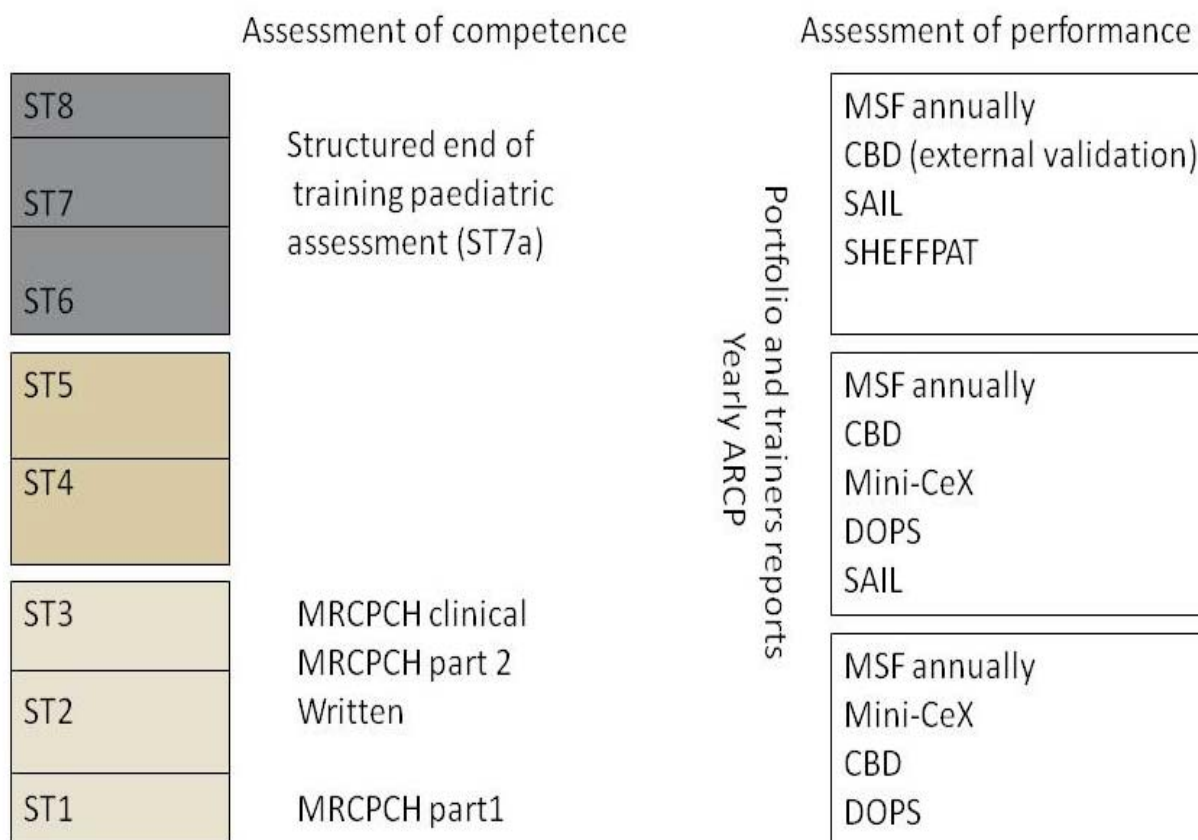 Assessment of competence
Assessment of performance
ST8
ST7
ST6
Structured end of
training paediatric
assessment (ST7a)
ST5
ST4
ST3
ST2
ST1
MRCPCH clinical
MRCPCH part 2
Written
MRCPCH part1
Portfolio and trainers reports
Yearly ARCP
MSF annually
CBD (external validation)
SAIL
SHEFFPAT
MSF annually
CBD
Mini-CeX
DOPS
SAIL
MSF annually
Mini-CeX
CBD
DOPS